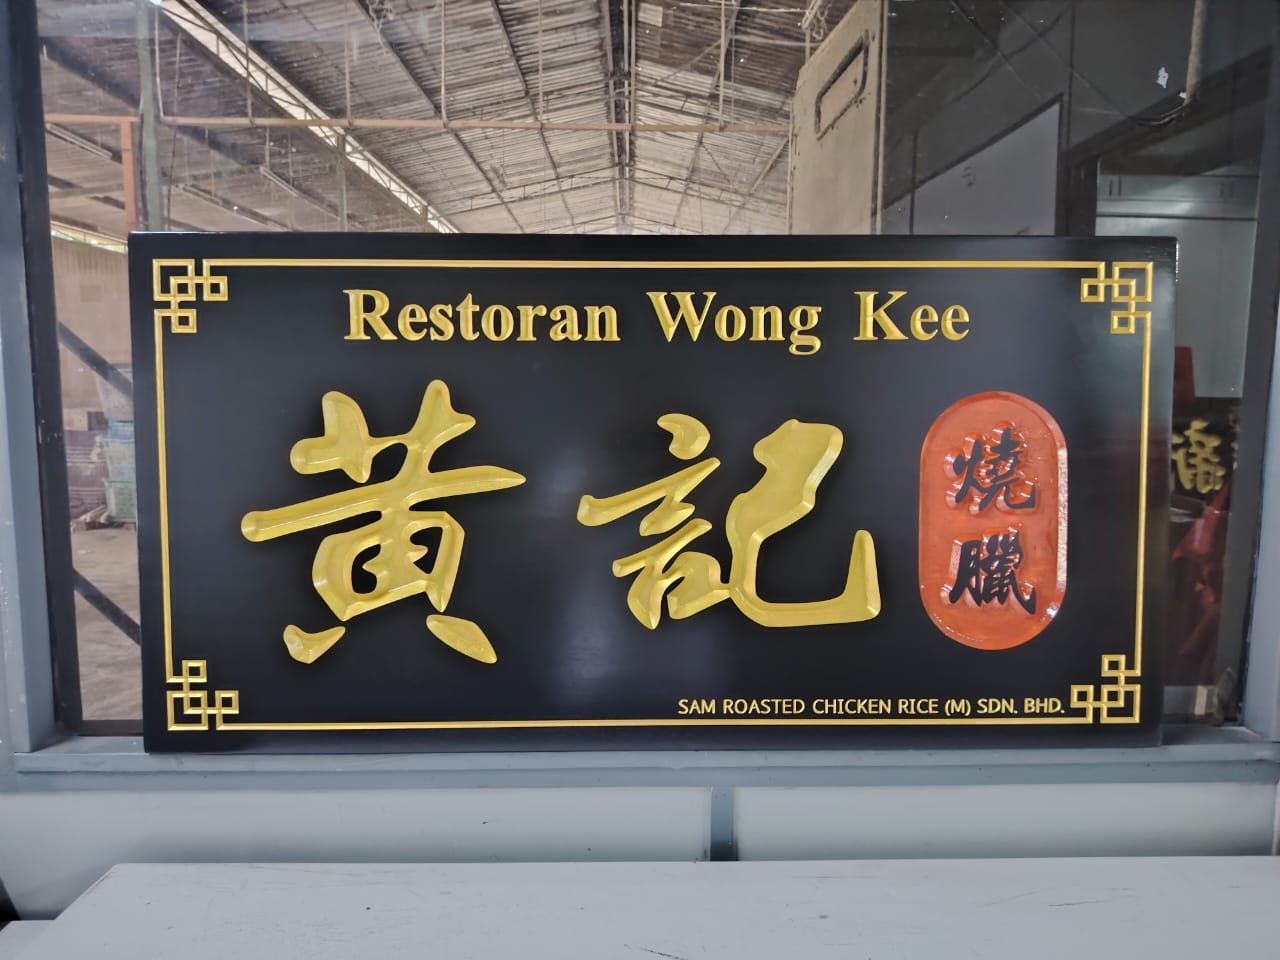 Restoran Wong Kee
黃記
燒
臘
SAM ROASTED CHICKEN RICE (M) SDN. BHD.